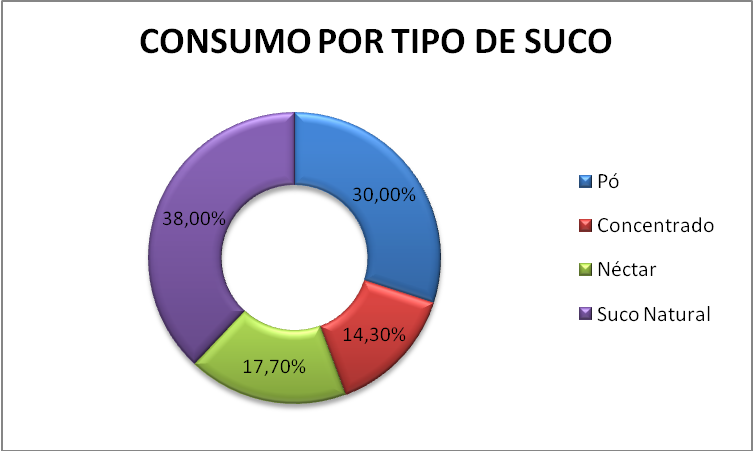 CONSUMO POR TIPO DE SUCO
30,00%
14,30%
17,70%
38,00%
Pó
Concentrado
Néctar
Suco Natural